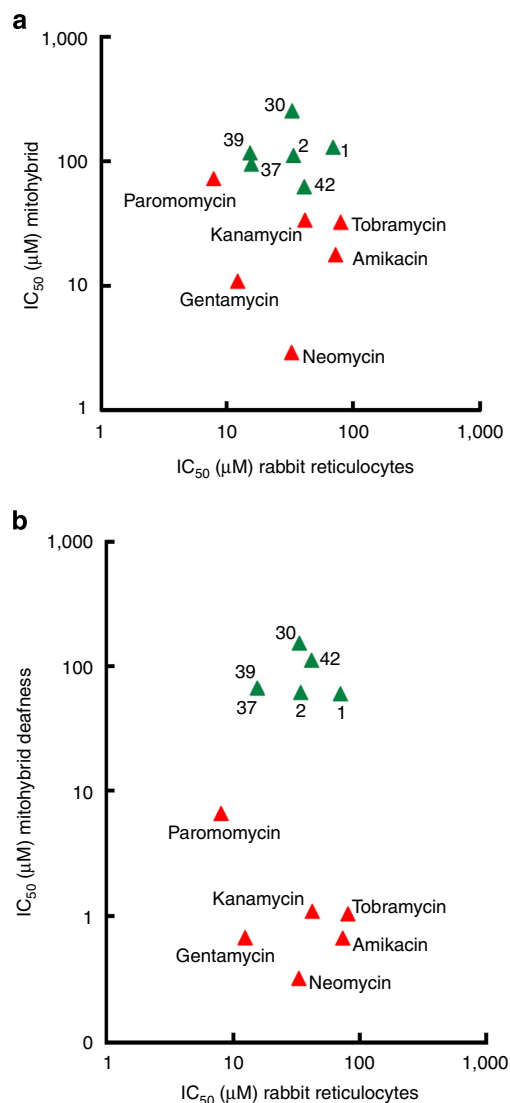 a
1,000
100
10
1
IC50 (μM) mitohybrid
30
39
2
1
37
42
Paromomycin
Kanamycin
Tobramycin
Amikacin
Gentamycin
Neomycin
1
10
100
1,000
IC50 (μM) rabbit reticulocytes
b
1,000
100
10
1
0
IC50 (μM) mitohybrid deafness
30
42
39
37
2
1
Paromomycin
Kanamycin
Tobramycin
Gentamycin
Amikacin
Neomycin
1
10
100
1,000
IC50 (μM) rabbit reticulocytes